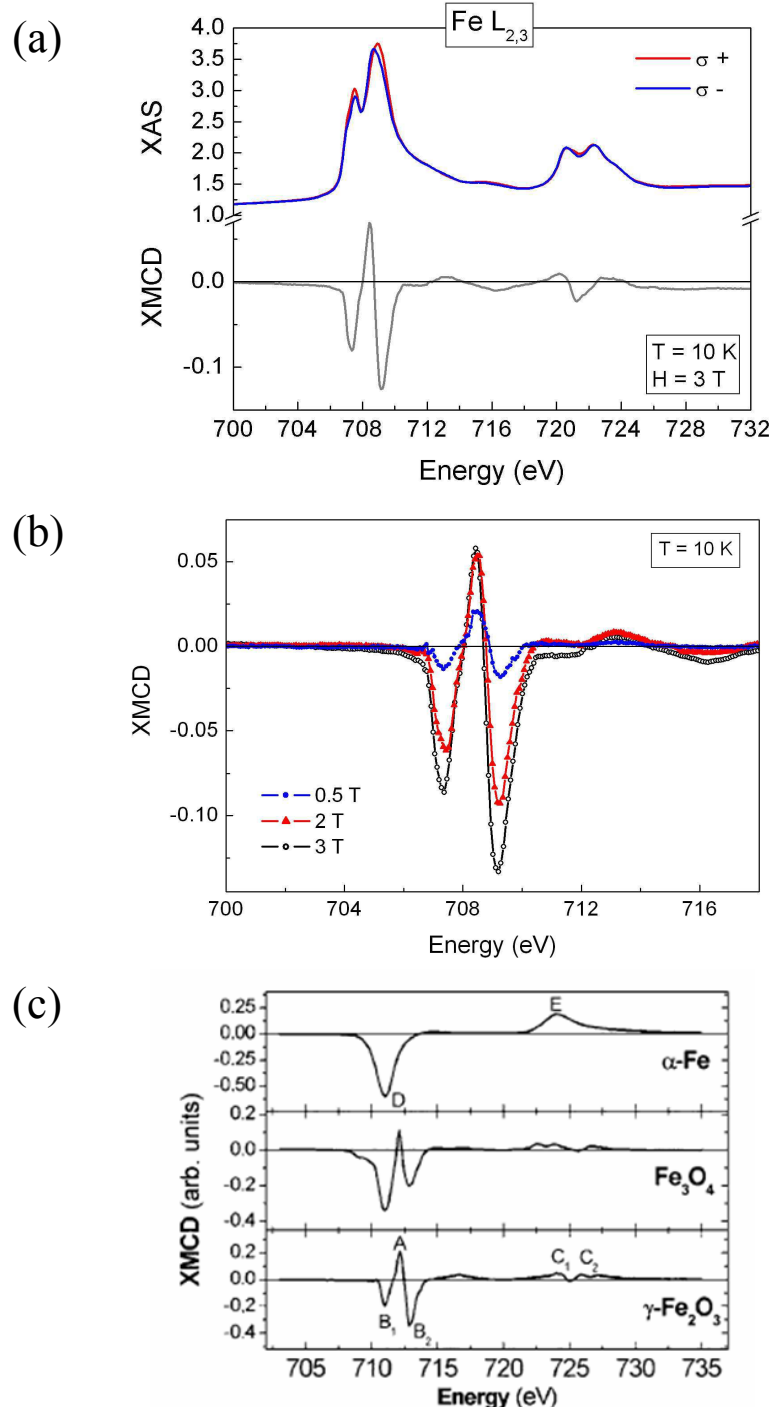 (a)
Fe L2,3
4.0
3.5
3.0
2.5
2.0
1.5
1.0
XAS
σ +
σ -
0.0
-0.1
XMCD
T = 10 K
H = 3 T
700 704 708 712 716 720 724 728 732
Energy (eV)
(b)
0.05
0.00
-0.05
-0.10
XMCD
T = 10 K
0.5 T
2 T
3 T
700 704 708 712 716
Energy (eV)
(c)
XMCD (arb. units)
0.25
0.00
-0.25
-0.50
E
D
α-Fe
0.2
0.0
-0.2
-0.4
Fe3O4
0.2
0.0
-0.2
-0.4
A
B1
B2
C1 C2
γ-Fe2O3
705 710 715 720 725 730 735
Energy (eV)